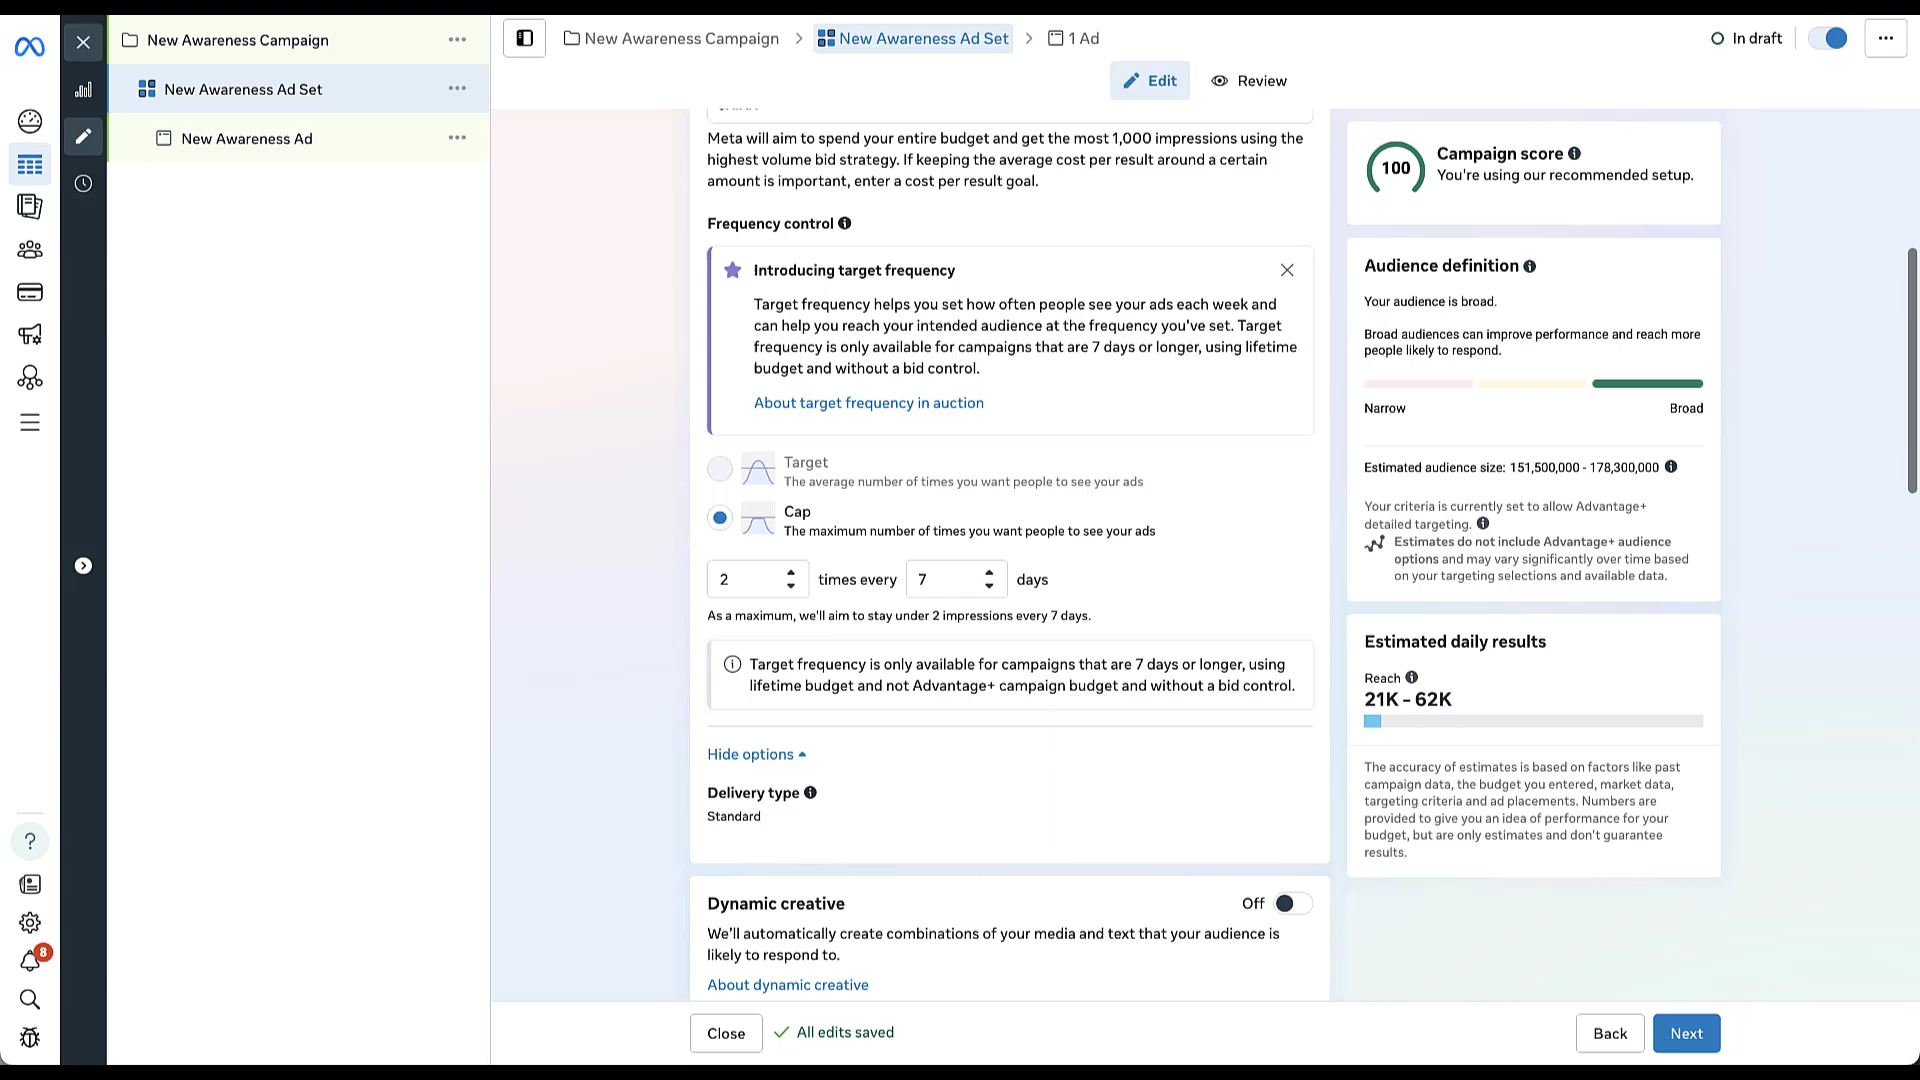 New Awareness Campaign
New Awareness Ad Set
New Awareness Ad
New Awareness Campaign
New Awareness Ad Set
1 Ad
In draft
Edit
Review
Meta will aim to spend your entire budget and get the most 1,000 impressions using the
highest volume bid strategy. If keeping the average cost per result around a certain
amount is important, enter a cost per result goal.
Frequency control
Introducing target frequency
Target frequency helps you set how often people see your ads each week and
can help you reach your intended audience at the frequency you've set. Target
frequency is only available for campaigns that are 7 days or longer, using lifetime
budget and without a bid control.
About target frequency in auction
Target
The average number of times you want people to see your ads
Cap
The maximum number of times you want people to see your ads
2 times every 7 days
As a maximum, we'll aim to stay under 2 impressions every 7 days.
Target frequency is only available for campaigns that are 7 days or longer, using
lifetime budget and not Advantage+ campaign budget and without a bid control.
Hide options
Delivery type
Standard
Dynamic creative
Off
We'll automatically create combinations of your media and text that your audience is
likely to respond to.
About dynamic creative
100
Campaign score
You're using our recommended setup.
Audience definition
Your audience is broad.
Broad audiences can improve performance and reach more
people likely to respond.
Narrow
Broad
Estimated audience size: 151,500,000 - 178,300,000
Your criteria is currently set to allow Advantage+
detailed targeting.
Estimates do not include Advantage+ audience
options and may vary significantly over time based
on your targeting selections and available data.
Estimated daily results
Reach
21K - 62K
The accuracy of estimates is based on factors like past
campaign data, the budget you entered, market data,
targeting criteria and ad placements. Numbers are
provided to give you an idea of performance for your
budget, but are only estimates and don't guarantee
results.
8
Close
All edits saved
Back
Next